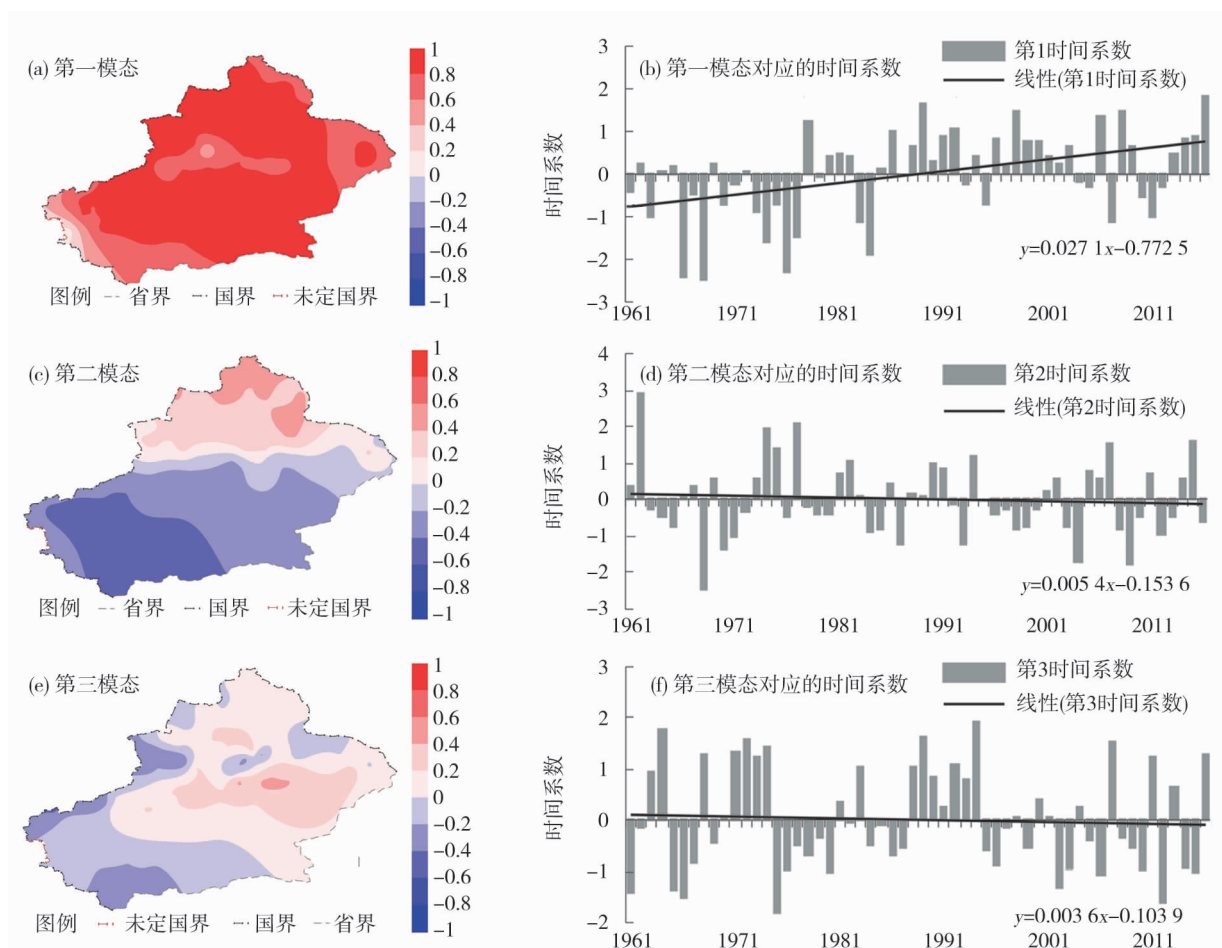 (a) 第一模态
1
0.8
0.6
0.4
0.2
0
−0.2
−0.4
−0.6
−0.8
−1
图例 省界 国界 未定国界
(b) 第一模态对应的时间系数
第1时间系数
线性(第1时间系数)
时间系数
3
2
1
0
−1
−2
−3
y=0.027 1x−0.772 5
1961 1971 1981 1991 2001 2011
(c) 第二模态
1
0.8
0.6
0.4
0.2
0
−0.2
−0.4
−0.6
−0.8
−1
图例 省界 国界 未定国界
(d) 第二模态对应的时间系数
第2时间系数
线性(第2时间系数)
时间系数
4
3
2
1
0
−1
−2
−3
y=0.005 4x−0.153 6
1961 1971 1981 1991 2001 2011
(e) 第三模态
1
0.8
0.6
0.4
0.2
0
−0.2
−0.4
−0.6
−0.8
−1
图例 未定国界 国界 省界
(f) 第三模态对应的时间系数
第3时间系数
线性(第3时间系数)
时间系数
3
2
1
0
−1
−2
y=0.003 6x−0.103 9
1961 1971 1981 1991 2001 2011